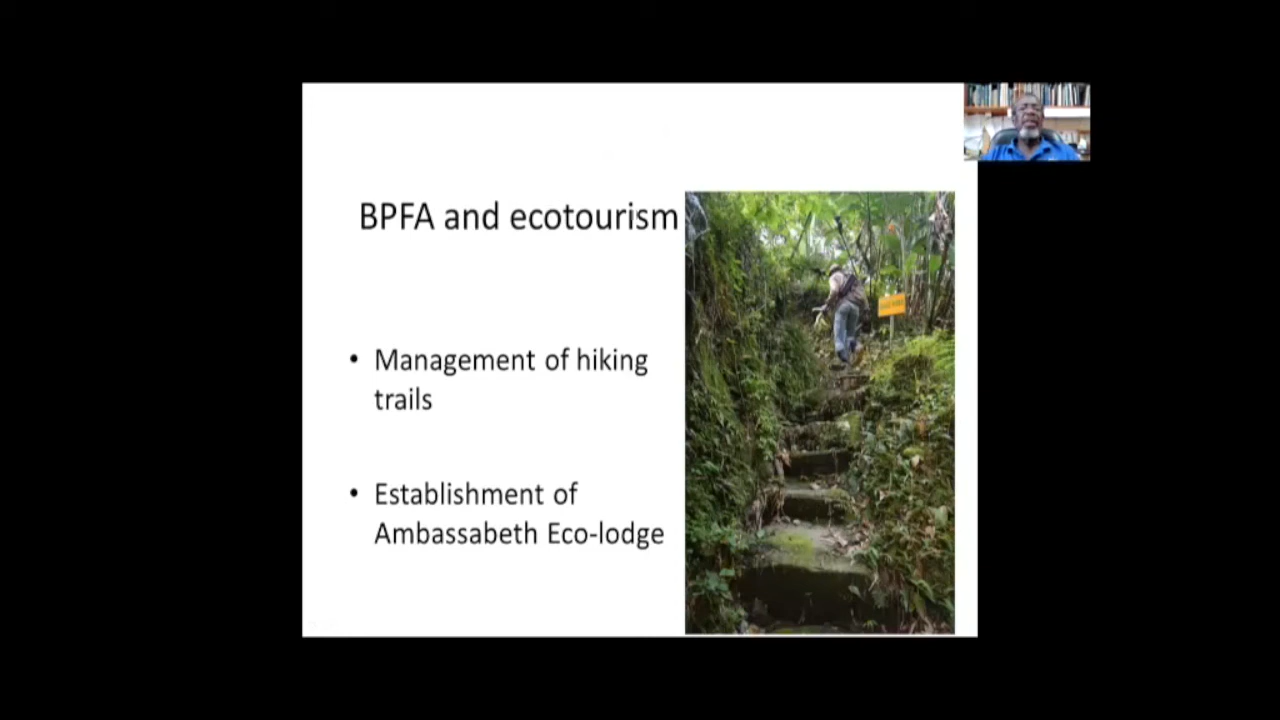 BPFA and ecotourism
• Management of hiking
trails
• Establishment of
Ambassabeth Eco-lodge